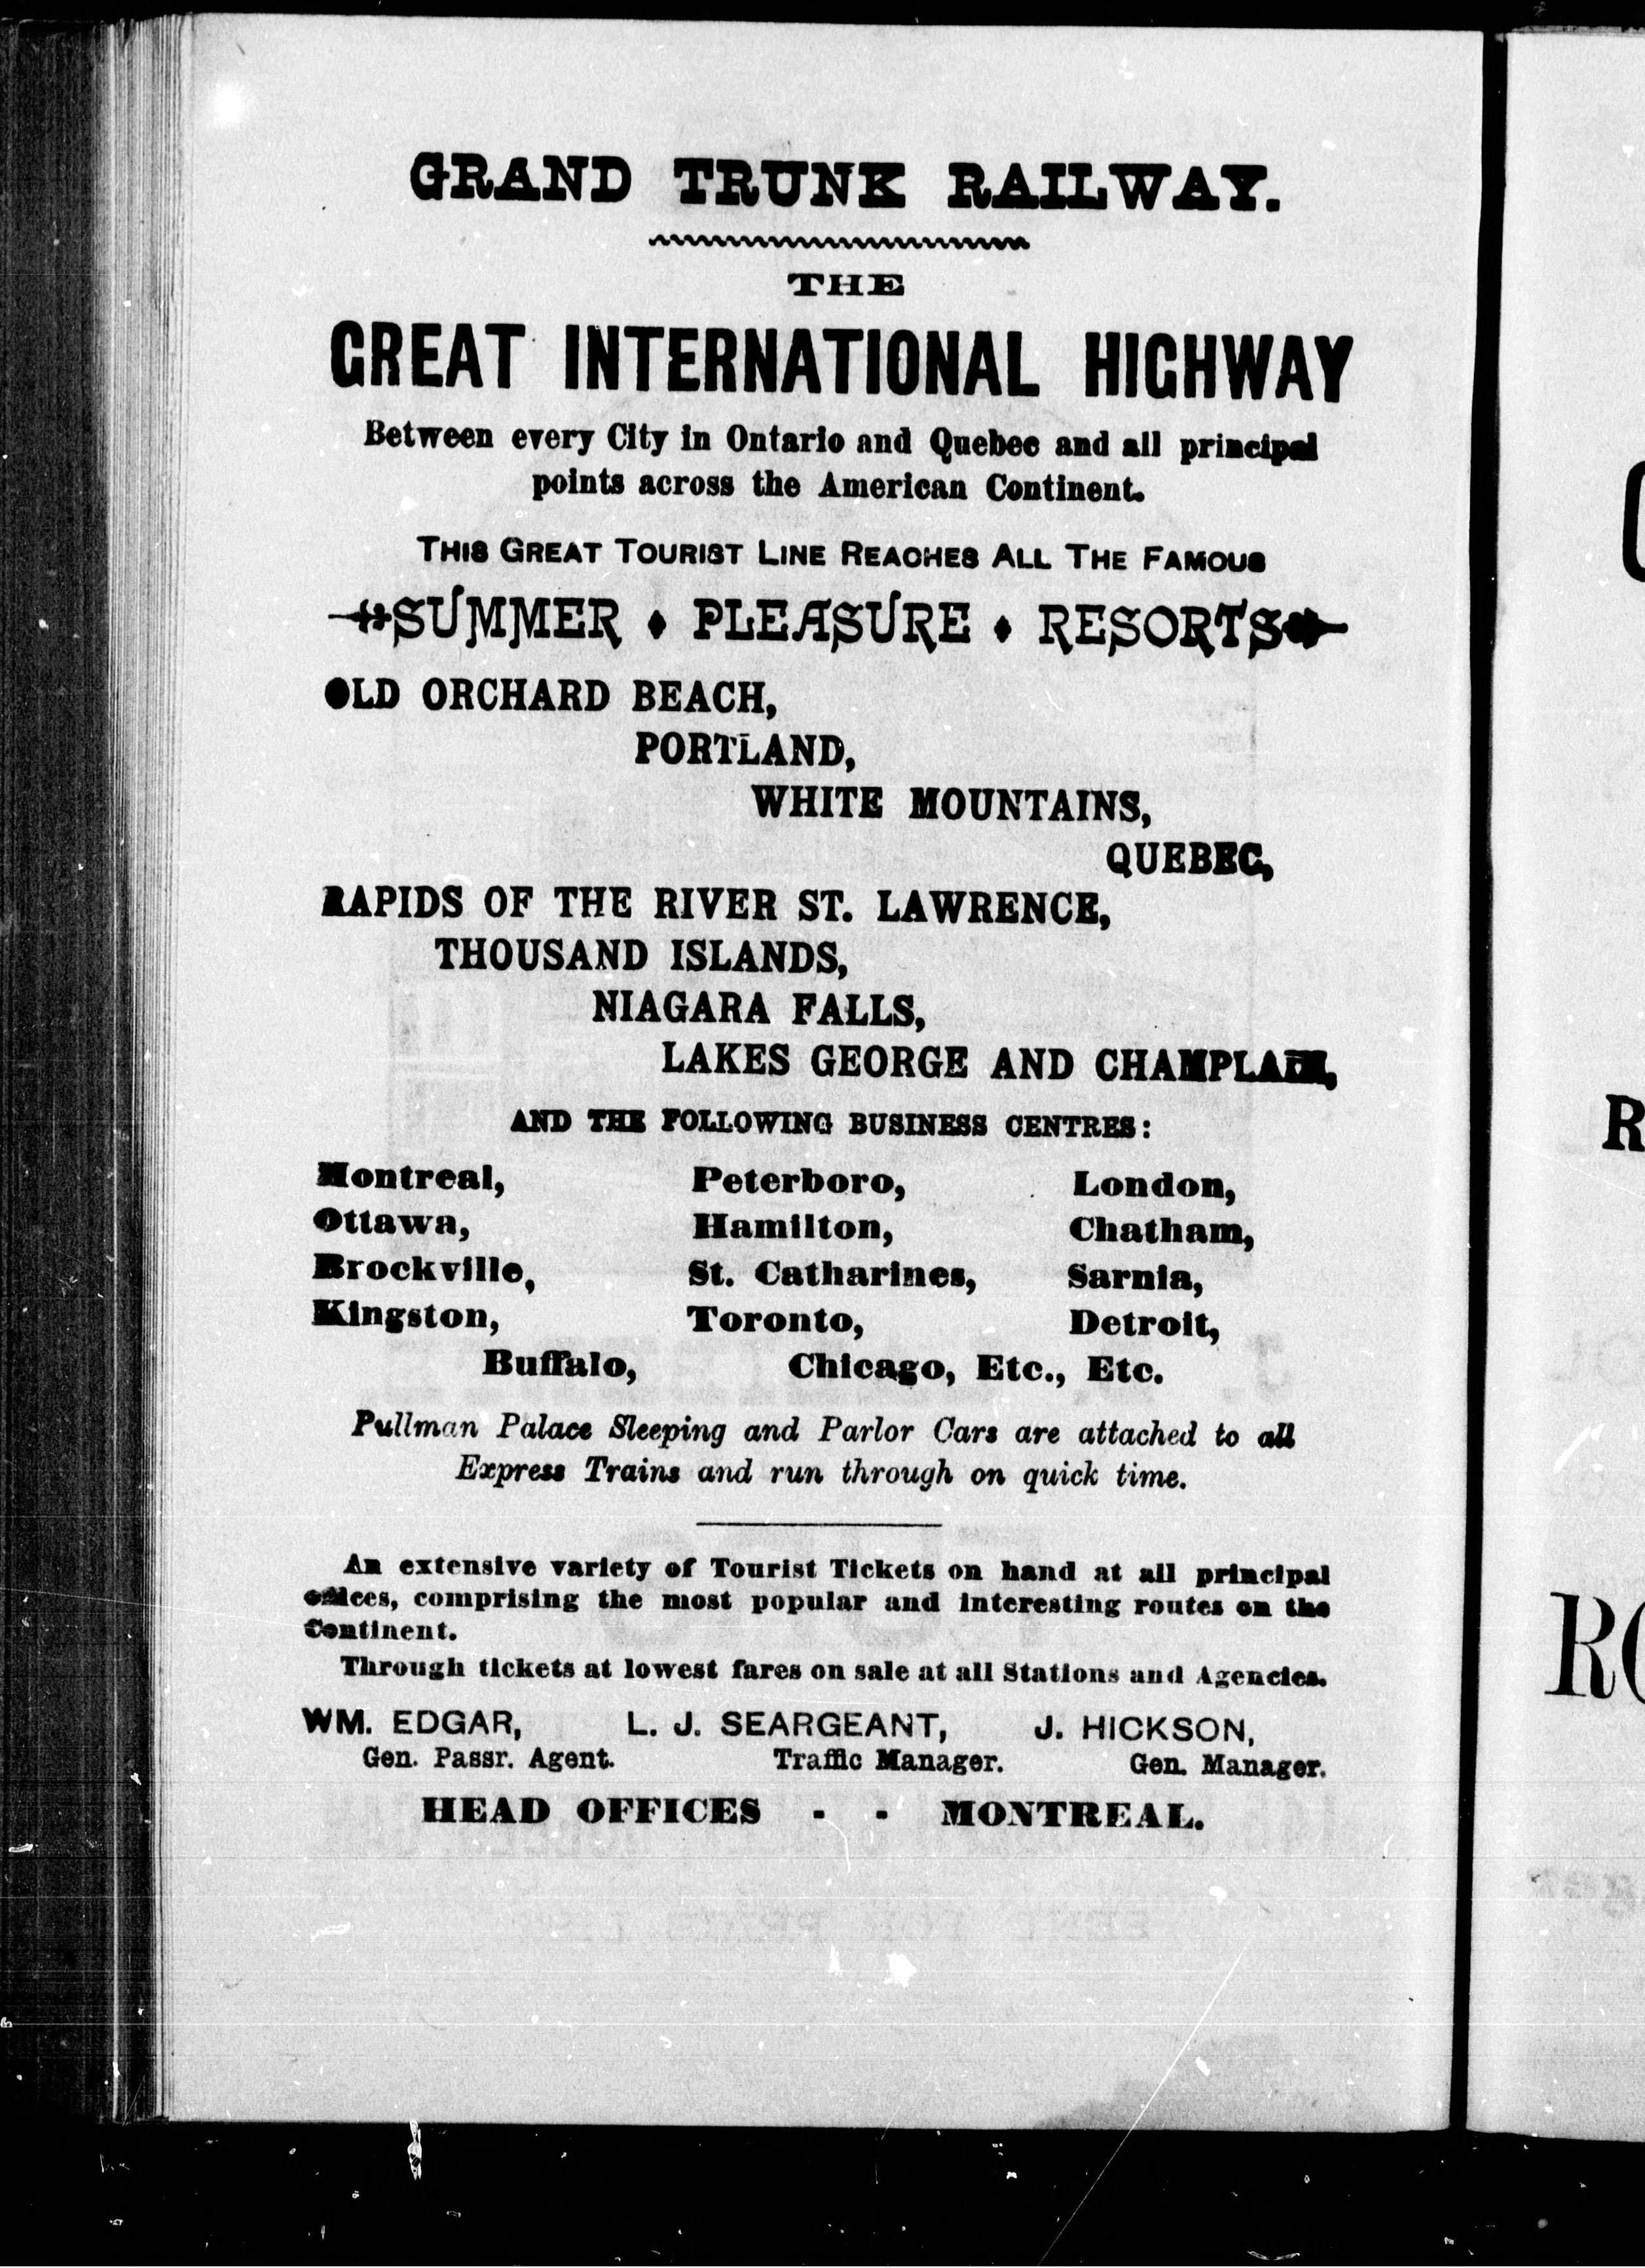 GRAND TRUNK RAILWAY.
THE
GREAT INTERNATIONAL HIGHWAY
Between every City in Ontario and Quebec and all principal
points across the American Continent.
THIS GREAT TOURIST LINE REACHES ALL THE FAMOUS
SUMMER ♦ PLEASURE ♦ RESORTS
OLD ORCHARD BEACH,
PORTLAND,
WHITE MOUNTAINS,
QUEBEC,
RAPIDS OF THE RIVER ST. LAWRENCE,
THOUSAND ISLANDS,
NIAGARA FALLS,
LAKES GEORGE AND CHAMPLAIN,
AND THE FOLLOWING BUSINESS CENTRES:
Montreal, Peterboro, London,
Ottawa, Hamilton, Chatham,
Brockville, St. Catharines, Sarnia,
Kingston, Toronto, Detroit,
Buffalo, Chicago, Etc., Etc.
Pullman Palace Sleeping and Parlor Cars are attached to all
Express Trains and run through on quick time.
An extensive variety of Tourist Tickets on hand at all principal
offices, comprising the most popular and interesting routes on the
Continent.
Through tickets at lowest fares on sale at all Stations and Agencies.
WM. EDGAR, L. J. SEARGEANT, J. HICKSON,
Gen. Passr. Agent. Traffic Manager. Gen. Manager.
HEAD OFFICES - - MONTREAL.